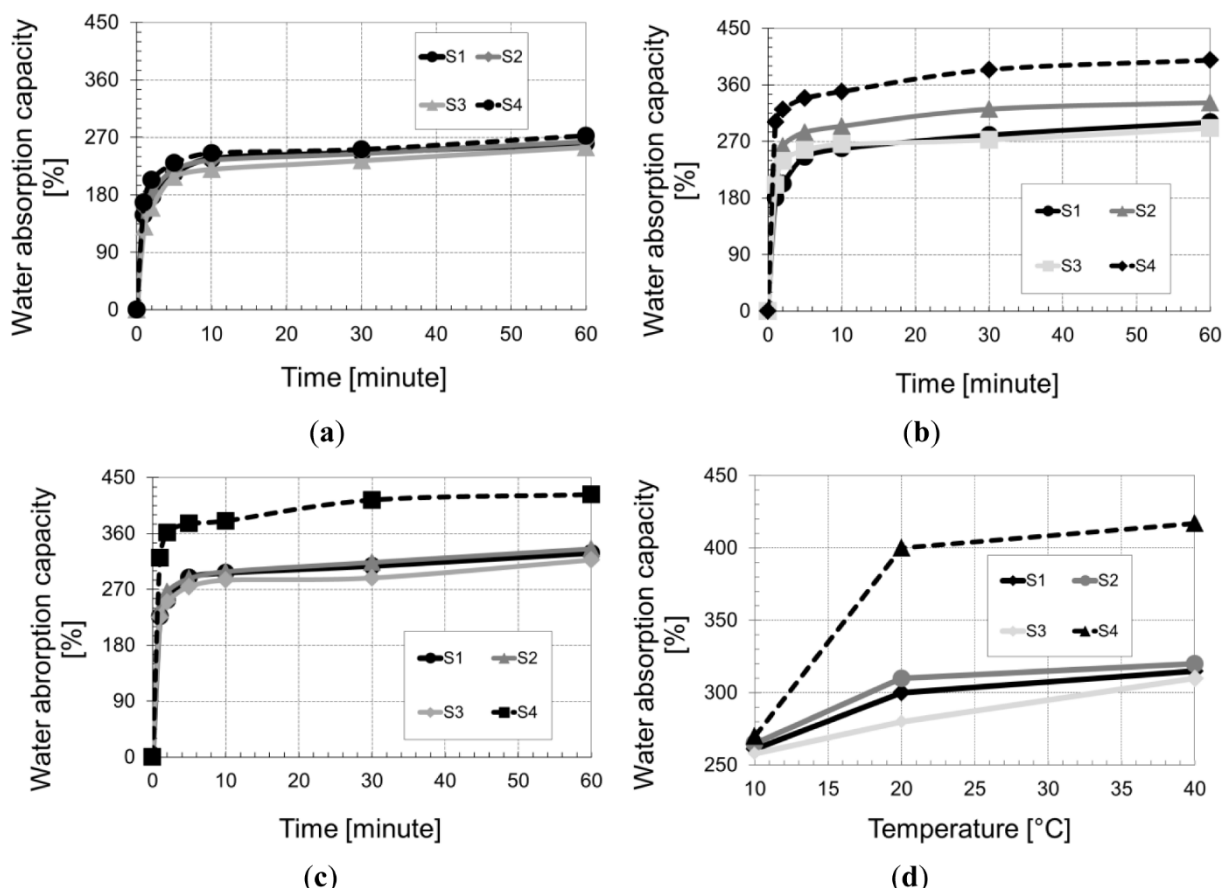 Water absorption capacity
[%]
450
360
270
180
90
0
S1 S2
S3 S4
0 10 20 30 40 50 60
Time [minute]
(a)
Water absorption capacity
[%]
450
360
270
180
90
0
S1 S2
S3 S4
0 10 20 30 40 50 60
Time [minute]
(b)
Water abrorption capacity
[%]
450
360
270
180
90
0
S1 S2
S3 S4
0 10 20 30 40 50 60
Time [minute]
(c)
Water absorption capacity
[%]
450
400
350
300
250
S1 S2
S3 S4
10 15 20 25 30 35 40
Temperature [°C]
(d)